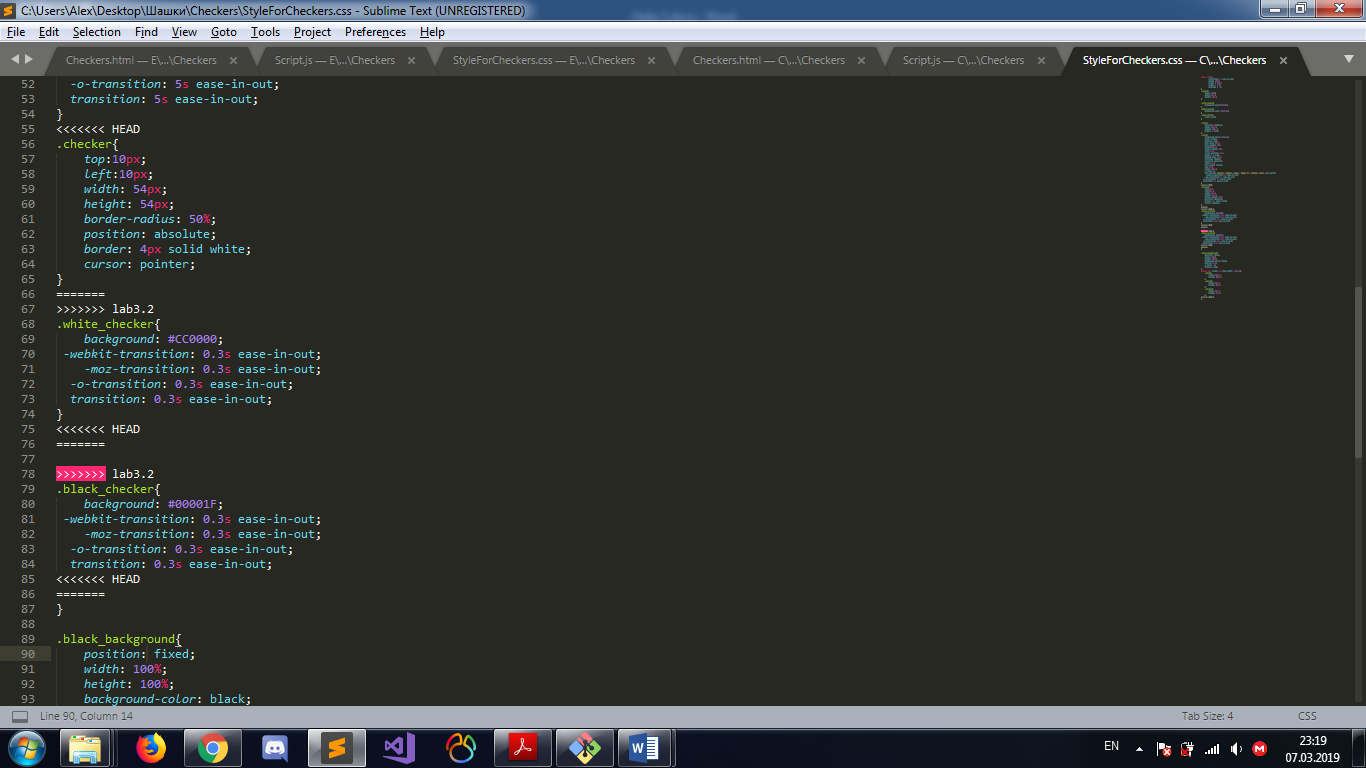 C:\Users\Alex\Desktop\Шашки\Checkers\StyleForCheckers.css - Sublime Text (UNREGISTERED)
File Edit Selection Find View Goto Tools Project Preferences Help
Checkers.html — E\...\Checkers × Script.js — E\...\Checkers × StyleForCheckers.css — E\...\Checkers × Checkers.html — C\...\Checkers × Script.js — C\...\Checkers × StyleForCheckers.css — C\...\Checkers ×
52 -o-transition: 5s ease-in-out;
53 transition: 5s ease-in-out;
54 }
55 <<<<<<< HEAD
56 .checker{
57 top:10px;
58 left:10px;
59 width: 54px;
60 height: 54px;
61 border-radius: 50%;
62 position: absolute;
63 border: 4px solid white;
64 cursor: pointer;
65 }
66 =======
67 >>>>>>> lab3.2
68 .white_checker{
69 background: #CC0000;
70 -webkit-transition: 0.3s ease-in-out;
71 -moz-transition: 0.3s ease-in-out;
72 -o-transition: 0.3s ease-in-out;
73 transition: 0.3s ease-in-out;
74 }
75 <<<<<<< HEAD
76 =======
77
78 >>>>>>> lab3.2
79 .black_checker{
80 background: #00001F;
81 -webkit-transition: 0.3s ease-in-out;
82 -moz-transition: 0.3s ease-in-out;
83 -o-transition: 0.3s ease-in-out;
84 transition: 0.3s ease-in-out;
85 <<<<<<< HEAD
86 =======
87 }
88
89 .black_background{
90 position: fixed;
91 width: 100%;
92 height: 100%;
93 background-color: black;
Line 90, Column 14 Tab Size: 4 CSS
EN 23:19
07.03.2019